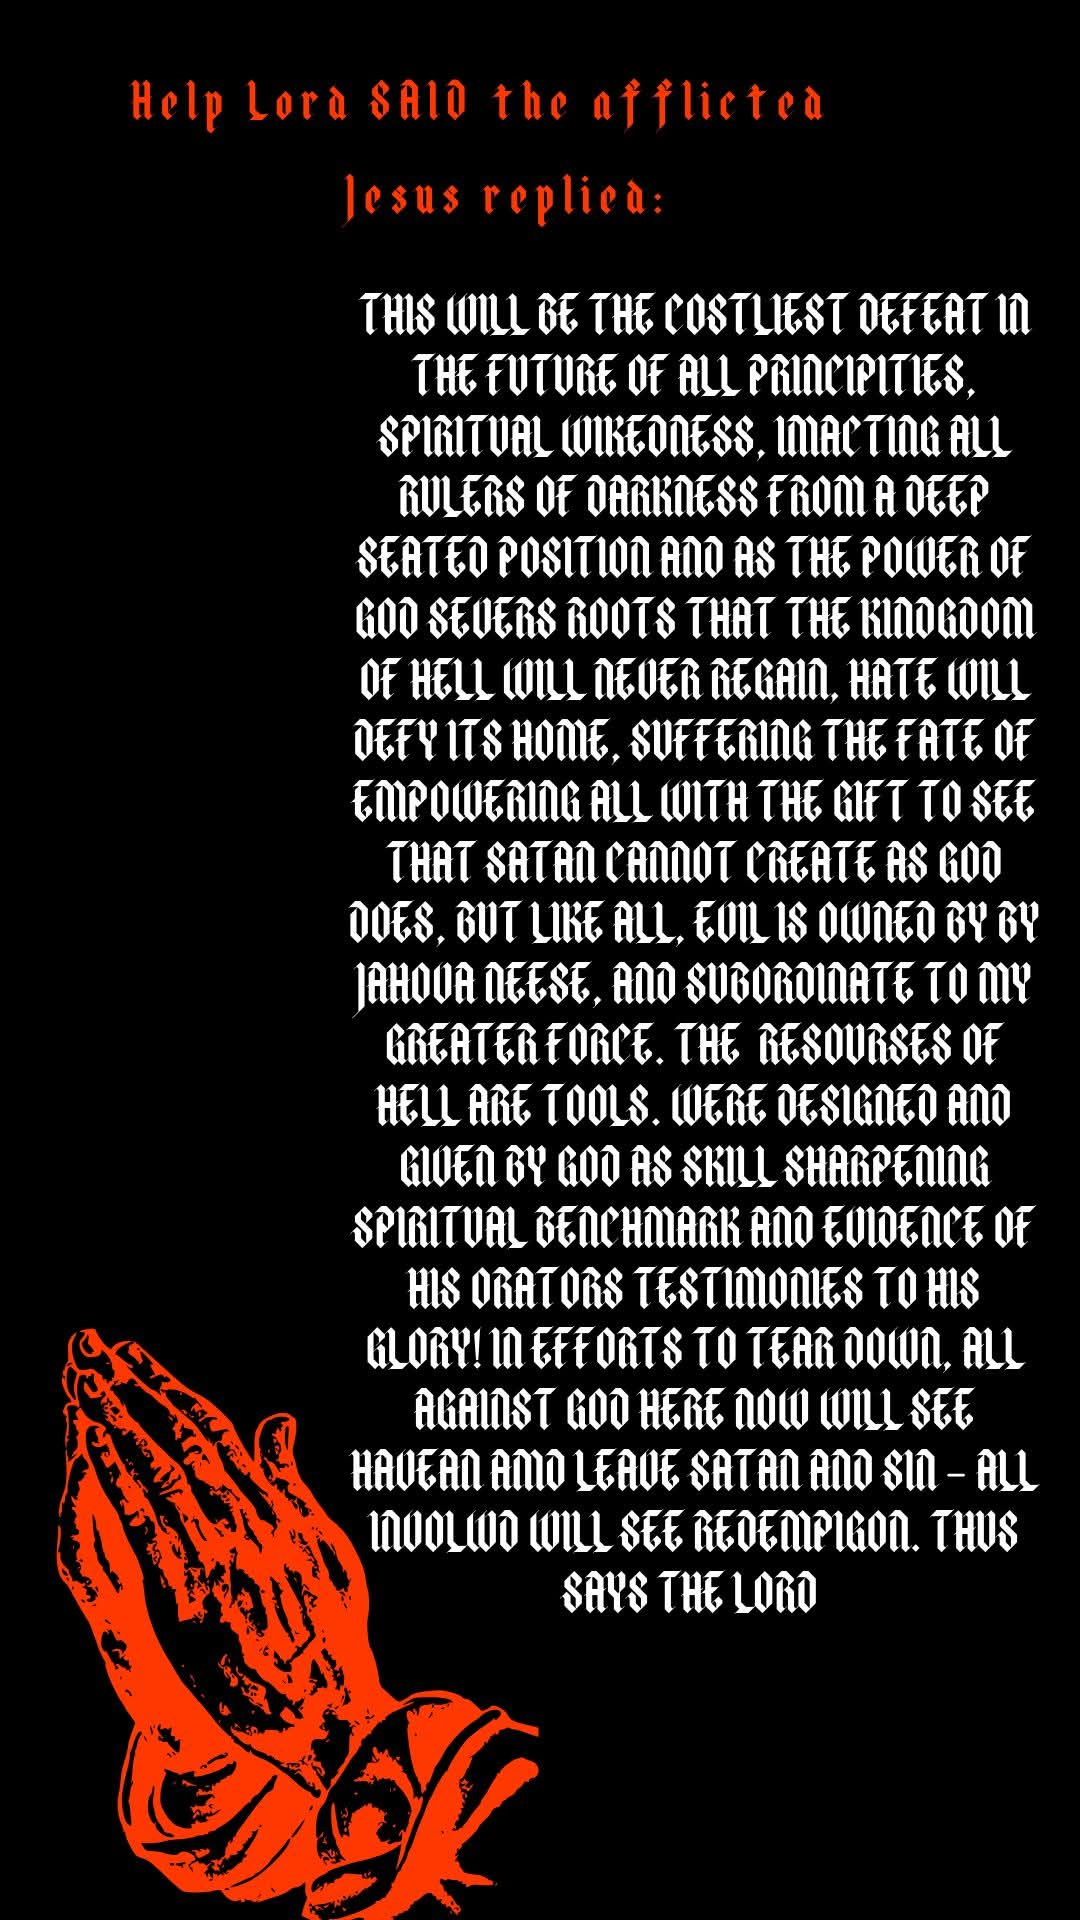 Help Lord SAID the afflicted
Jesus replied:
THIS WILL BE THE COSTLIEST DEFEAT IN
THE FUTURE OF ALL PRINCIPITIES,
SPIRITUAL WIKEDNESS, IMACTING ALL
RULERS OF DARKNESS FROM A DEEP
SEATED POSITION AND AS THE POWER OF
GOD SEVERS ROOTS THAT THE KINDGDOM
OF HELL WILL NEVER REGAIN, HATE WILL
DEFY ITS HOME, SUFFERING THE FATE OF
EMPOWERING ALL WITH THE GIFT TO SEE
THAT SATAN CANNOT CREATE AS GOD
DOES, BUT LIKE ALL, EVIL IS OWNED BY BY
JAHOVA NEESE, AND SUBORDINATE TO MY
GREATER FORCE. THE RESOURSES OF
HELL ARE TOOLS. WERE DESIGNED AND
GIVEN BY GOD AS SKILL SHARPENING
SPIRITUAL BENCHMARK AND EVIDENCE OF
HIS ORATORS TESTIMONIES TO HIS
GLORY! IN EFFORTS TO TEAR DOWN, ALL
AGAINST GOD HERE NOW WILL SEE
HAVEAN AMD LEAVE SATAN AND SIN - ALL
INVOLWD WILL SEE REDEMPIGON. THUS
SAYS THE LORD